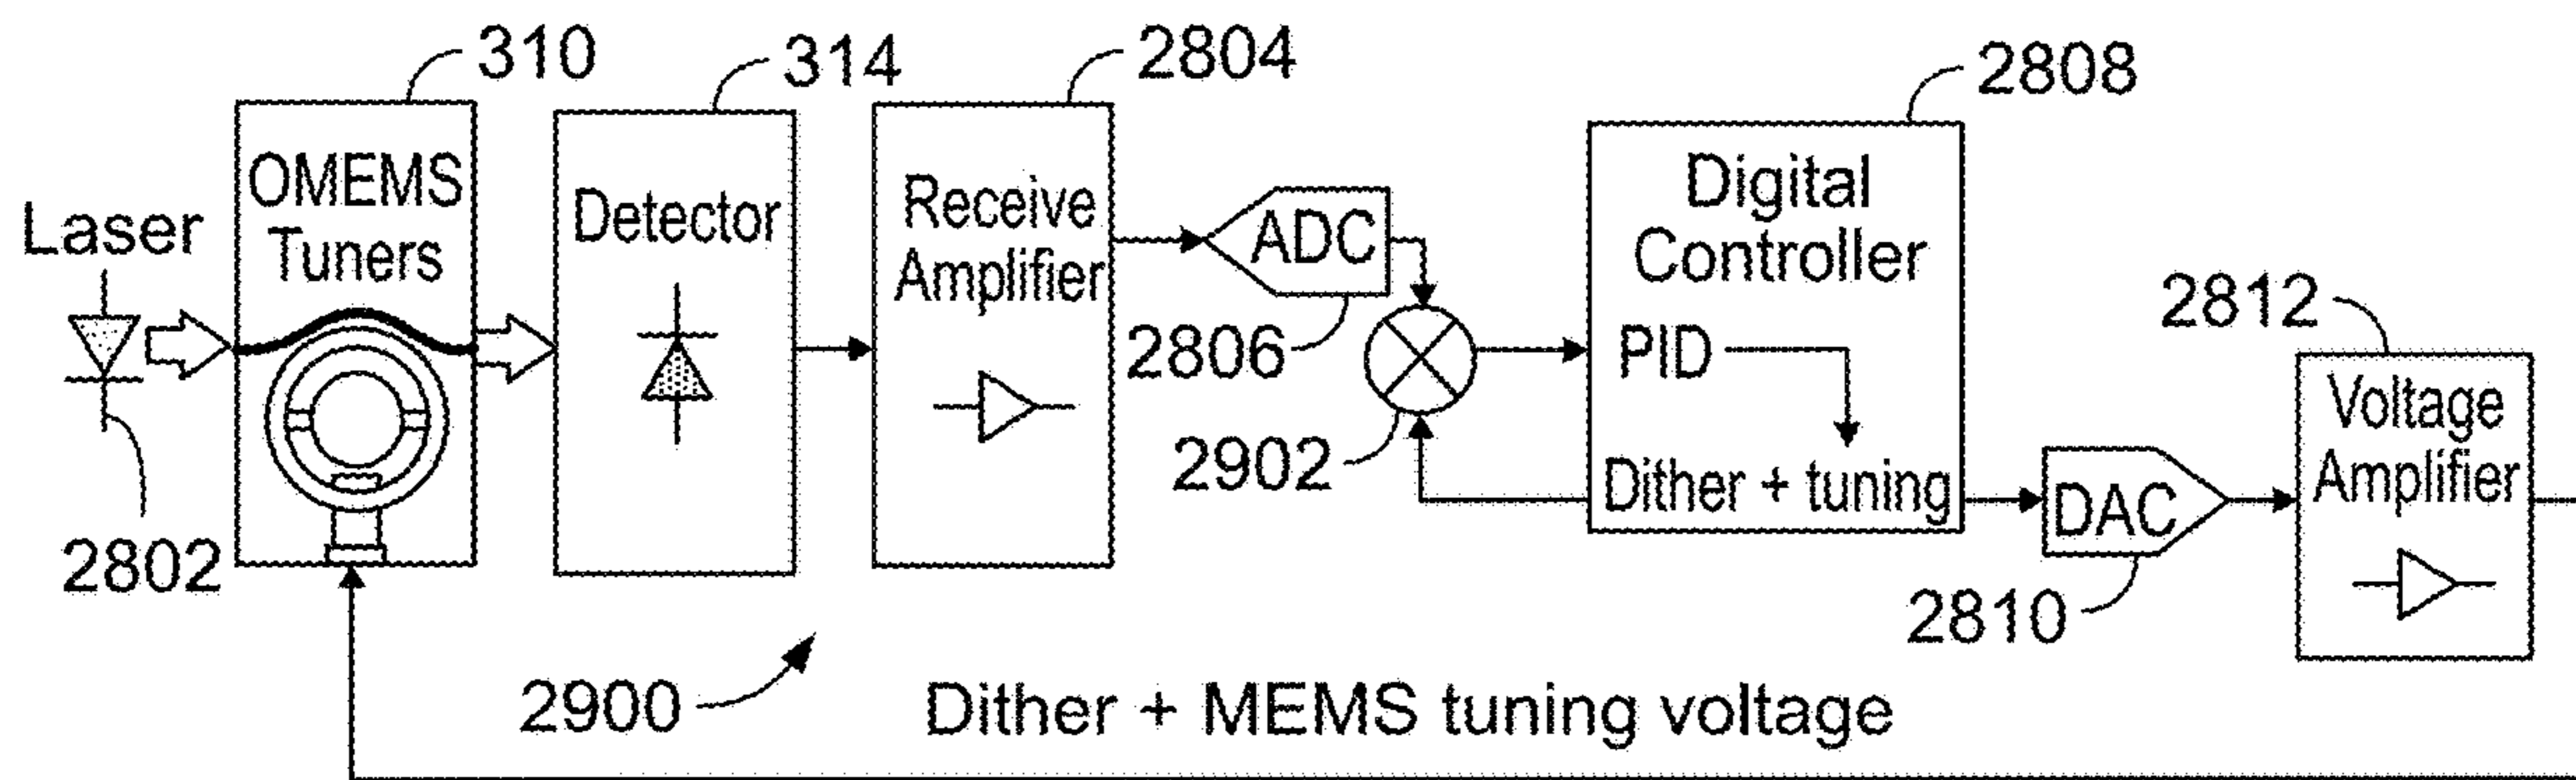 310
314
2804
2808
OMEMS
Tuners
Laser
Detector
Receive
Amplifier
ADC
Digital
Controller
PID
Dither + tuning
2806
2902
2812
Voltage
Amplifier
DAC
2810
2802
2900
Dither + MEMS tuning voltage